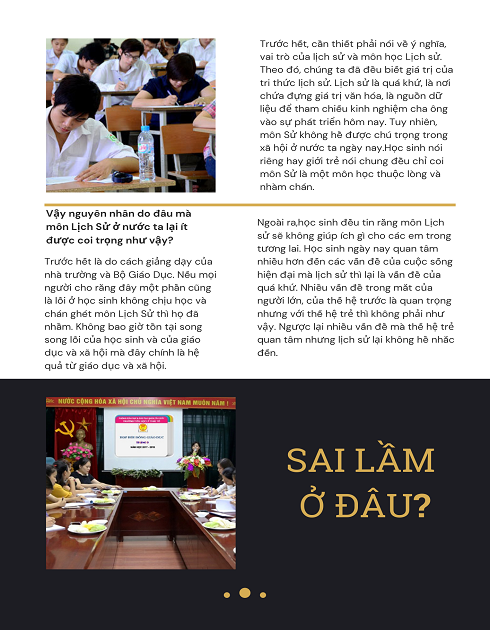 Trước hết, cần thiết phải nói về ý nghĩa,
vai trò của lịch sử và môn học Lịch sử.
Theo đó, chúng ta đã đều biết giá trị của
tri thức lịch sử. Lịch sử là quá khứ, là nơi
chứa đựng giá trị văn hóa, là nguồn dữ
liệu để tham chiếu kinh nghiệm cha ông
vào sự phát triển hôm nay. Tuy nhiên,
môn Sử không hề được chú trọng trong
xã hội ở nước ta ngày nay.Học sinh nói
riêng hay giới trẻ nói chung đều chỉ coi
môn Sử là một môn học thuộc lòng và
nhàm chán.
Vậy nguyên nhân do đâu mà
môn Lịch Sử ở nước ta lại ít
được coi trọng như vậy?
Trước hết là do cách giảng dạy của
nhà trường và Bộ Giáo Dục. Nếu mọi
người cho rằng đây một phần cũng
là lỗi ở học sinh không chịu học và
chán ghét môn Lịch Sử thì họ đã
nhầm. Không bao giờ tồn tại song
song lỗi của học sinh và của giáo
dục và xã hội mà đây chính là hệ
quả từ giáo dục và xã hội.
Ngoài ra,học sinh đều tin rằng môn Lịch
sử sẽ không giúp ích gì cho các em trong
tương lai. Học sinh ngày nay quan tâm
nhiều hơn đến các vấn đề của cuộc sống
hiện đại mà lịch sử thì lại là vấn đề của
quá khứ. Nhiều vấn đề trong mắt của
người lớn, của thế hệ trước là quan trọng
nhưng với thế hệ trẻ thì không phải như
vậy. Ngược lại nhiều vấn đề mà thế hệ trẻ
quan tâm nhưng lịch sử lại không hề nhắc
đến.
NƯỚC CỘNG HÒA XÃ HỘI CHỦ NGHĨA VIỆT NAM MUÔN NĂM !
HỌP HỘI ĐỒNG GIÁO DỤC
SAI LẦM
Ở ĐÂU?